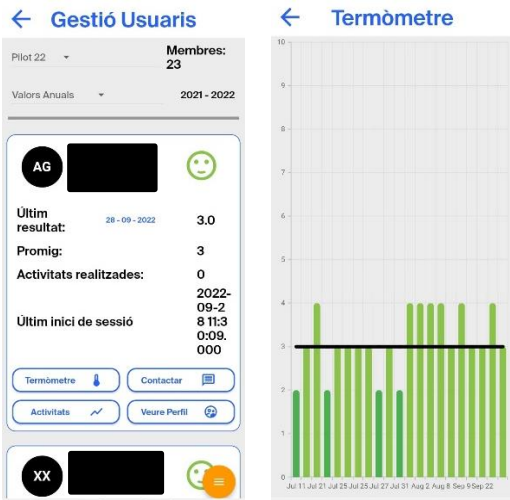 ← Gestió Usuaris
Pilot 22
Membres:
23
Valors Anuals
2021 - 2022
AG
Últim
resultat:
28 - 09 - 2022
3.0
Promig:
3
Activitats realitzades:
0
Últim inici de sessió
2022-
09-2
8 11:3
0:09.
000
Termòmetre
Contactar
Activitats
Veure Perfil
XX
← Termòmetre
10
9
8
7
6
5
4
3
2
1
0
Jul 11 Jul 21 Jul 25 Jul 25 Jul 27 Jul 31 Aug 2 Aug 8 Sep 9 Sep 22